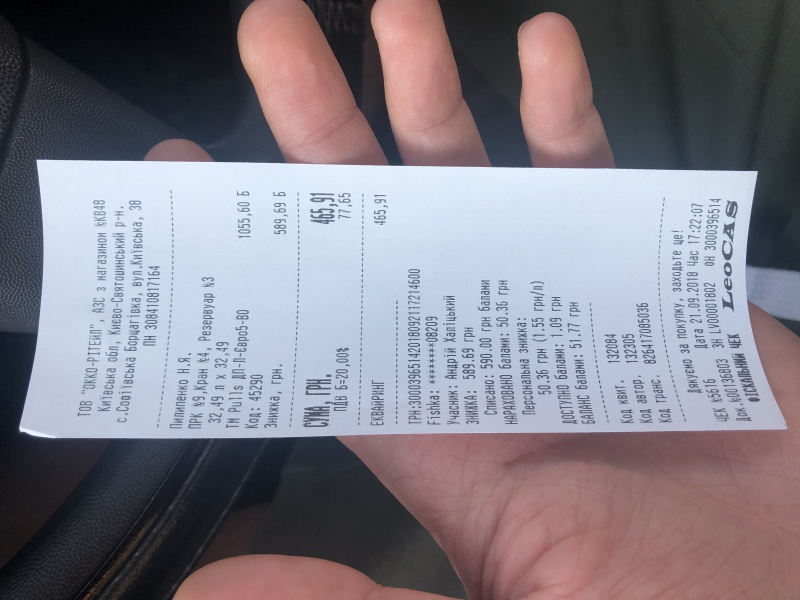 ТОВ "ОККО-РІТЕЙЛ", АЗС з магазином №КВ48
Київська обл, Києво-Святошинський р-н,
с.Софіївська Борщагівка, вул.Київська, 38
ПН 308410817164
Пилипенко Н.Я.
ПРК №9,Кран №4, Резервуар №3
32,49 л X 32,49
1055,60 Б
ТМ Pulls ДП-Л-Євро5-В0
Код: 45290
Знижка, грн.
589,69 Б
СУМА, ГРН. 465,91
ПДВ Б=20,00% 77,65
ЕКВАЙРИНГ 465,91
ТРН:30003965142018092117214600
Fishka: ********08209
Учасник: Андрій Хапіцький
ЗНИЖКА: 589.69 грн
Списано: 590.00 грн балами
НАРАХОВАНО балами: 50.36 грн
Персональна знижка:
50.36 грн (1.55 грн/л)
ДОСТУПНО балами: 1.09 грн
БАЛАНС балами: 51.77 грн
Код квит. 132084
Код автор. 132305
Код транс. 826417085036
Дякуємо за покупку, заходьте ще!
ЧЕК №5616 Дата 21.09.2018 Час 17:22:07
Док.№00136803 ЗН LV00001802 ФН 3000396514
ФІСКАЛЬНИЙ ЧЕК LeoCAS